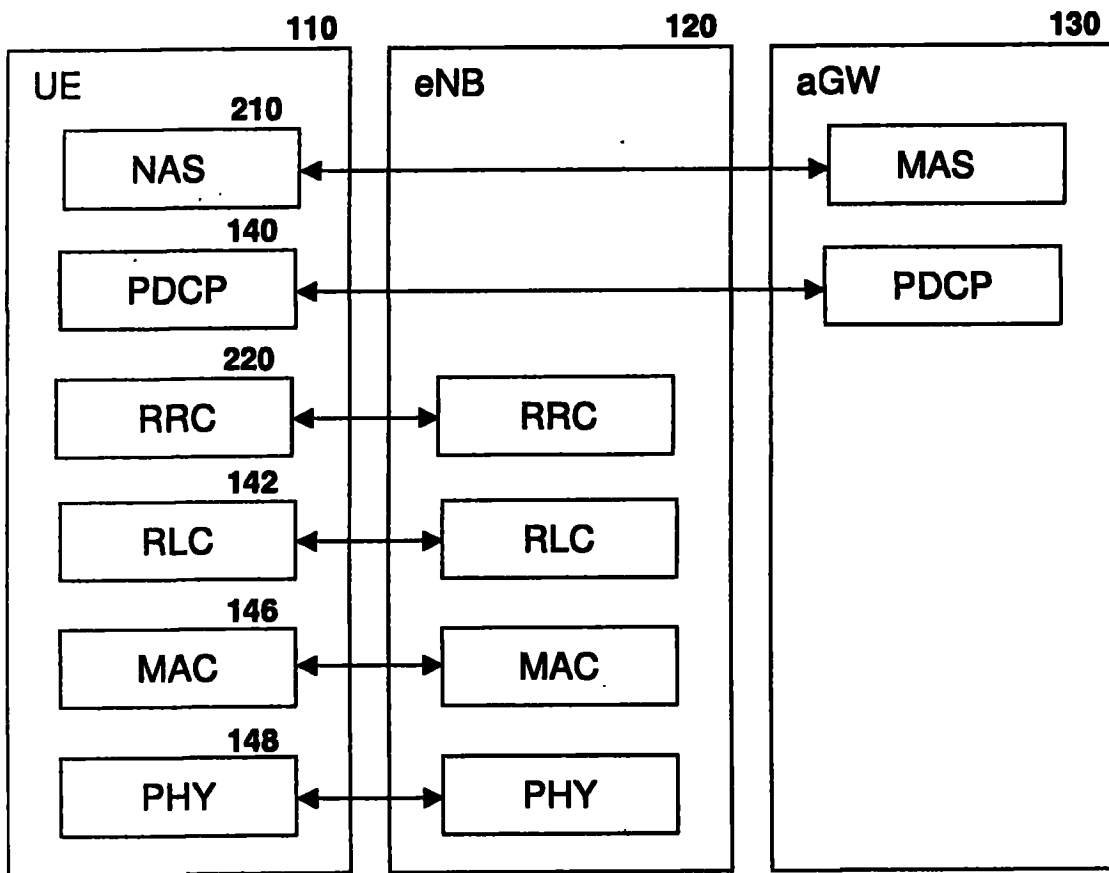 110 120 130
UE eNB aGW
210
NAS MAS
140
PDCP PDCP
220
RRC RRC
142
RLC RLC
146
MAC MAC
148
PHY PHY